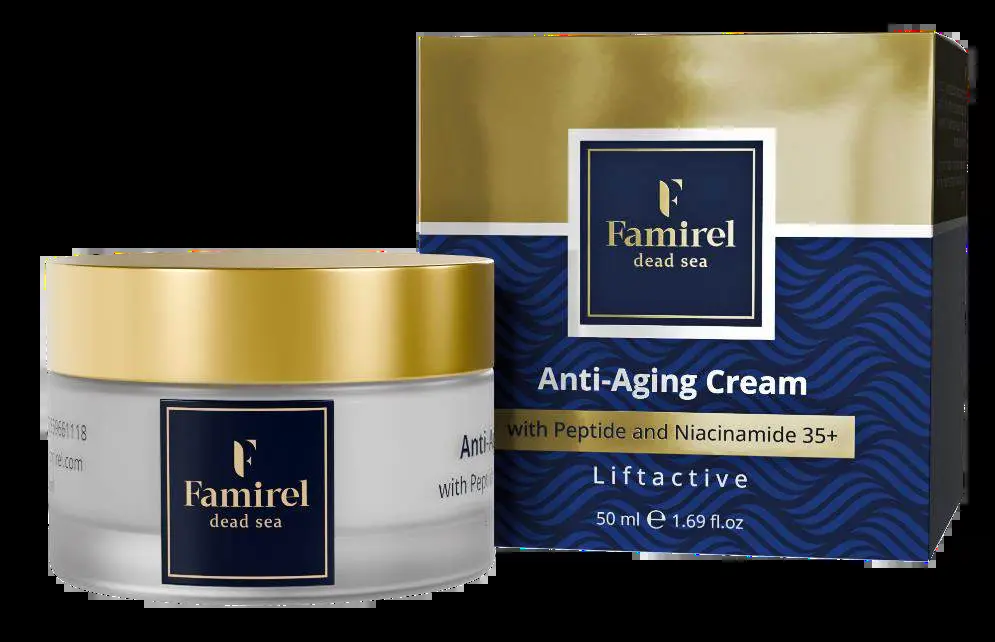 Famirel
dead sea
Anti-Aging Cream
with Peptide and Niacinamide 35+
Liftactive
50 ml ℮ 1.69 fl.oz
Famirel
dead sea
with